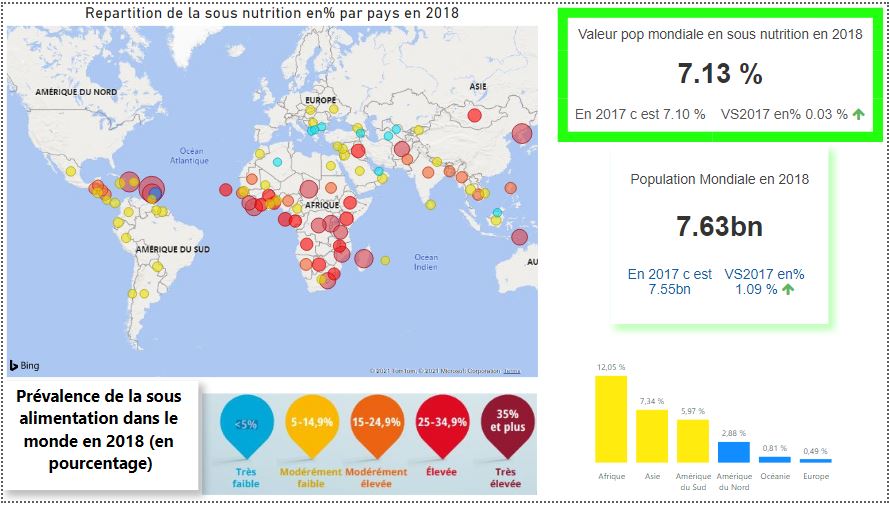 Repartition de la sous nutrition en% par pays en 2018
AMÉRIQUE DU NORD
EUROPE
ASIE
Océan
Atlantique
AFRIQUE
AMÉRIQUE DU SUD
Océan
Indien
AU
Bing
© 2021 TomTom, © 2021 Microsoft Corporation Terms
Valeur pop mondiale en sous nutrition en 2018
7.13 %
En 2017 c est 7.10 % VS2017 en% 0.03 %
Population Mondiale en 2018
7.63bn
En 2017 c est VS2017 en%
7.55bn 1.09 %
Prévalence de la sous
alimentation dans le
monde en 2018 (en
pourcentage)
<5% 5-14,9% 15-24,9% 25-34,9% 35%
et plus
Très Modérément Modérément Élevée Très
faible faible élevée élevée
12,05 %
7,34 %
5,97 %
2,88 %
0,81 %
0,49 %
Afrique Asie Amérique Amérique Océanie Europe
du Sud du Nord